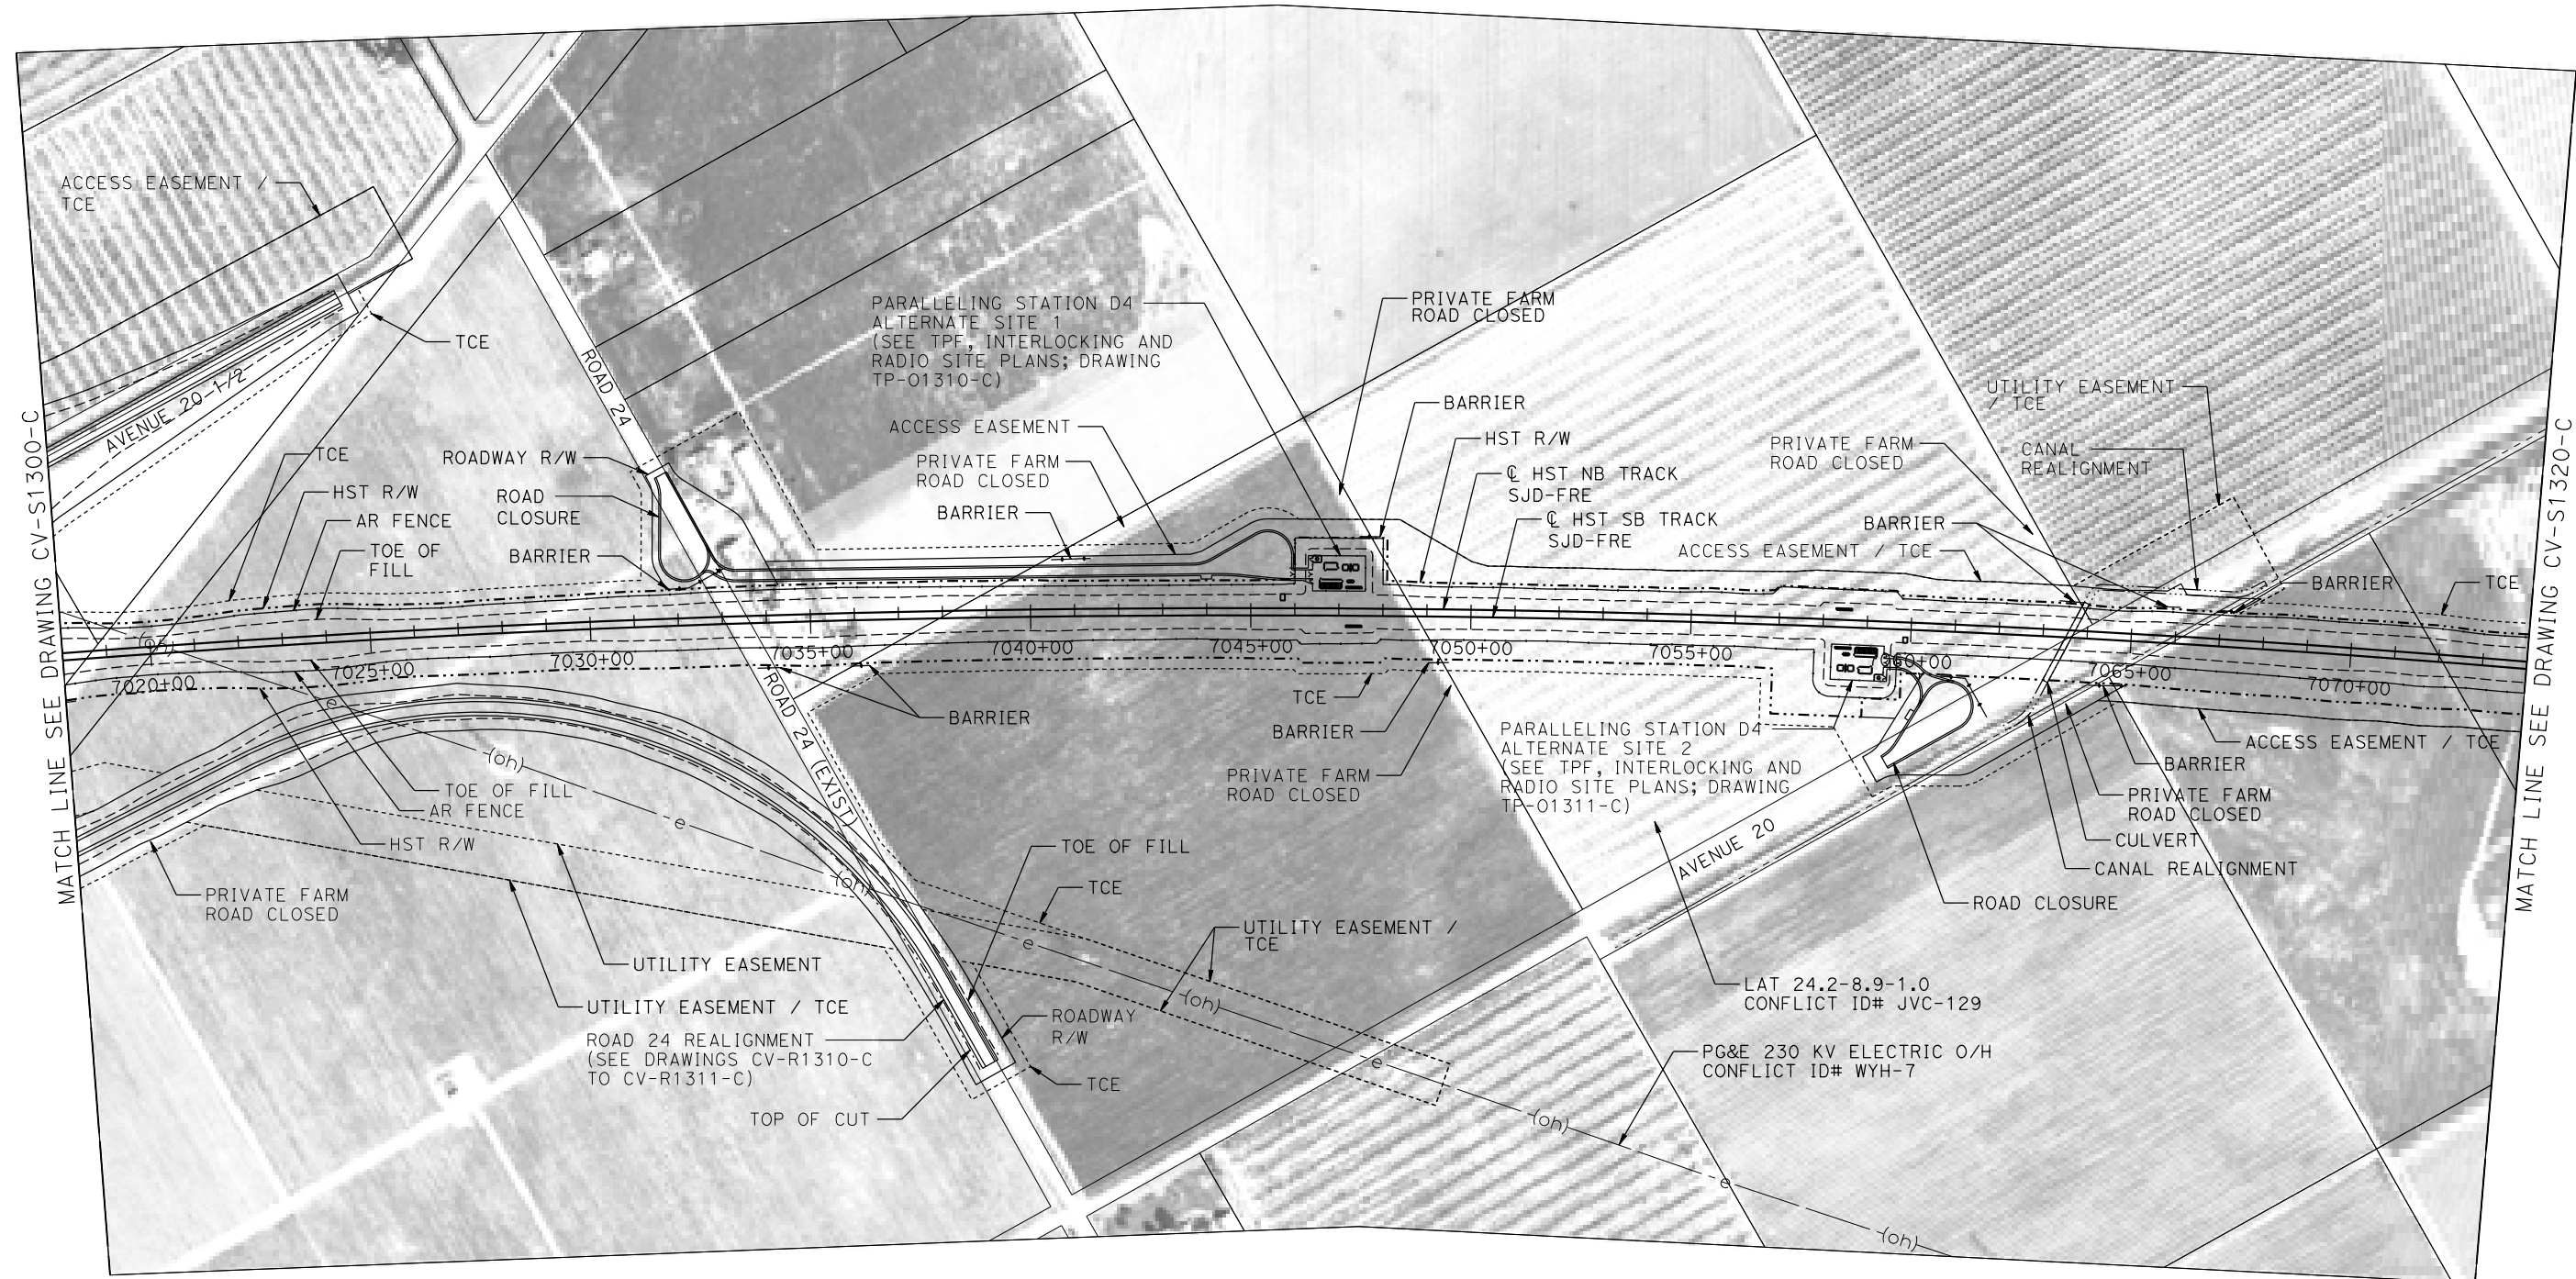 MATCH LINE SEE DRAWING CV-S1300-C
ACCESS EASEMENT /
TCE
TCE
AVENUE 20-1/2
ROAD 24
PARALLELING STATION D4
ALTERNATE SITE 1
(SEE TPF, INTERLOCKING AND
RADIO SITE PLANS; DRAWING
TP-01310-C)
PRIVATE FARM
ROAD CLOSED
ACCESS EASEMENT
PRIVATE FARM
ROAD CLOSED
BARRIER
BARRIER
HST R/W
℄ HST NB TRACK
SJD-FRE
℄ HST SB TRACK
SJD-FRE
UTILITY EASEMENT
/ TCE
PRIVATE FARM
ROAD CLOSED
CANAL
REALIGNMENT
BARRIER
ACCESS EASEMENT / TCE
BARRIER
TCE
TCE
HST R/W
AR FENCE
TOE OF
FILL
ROADWAY R/W
ROAD
CLOSURE
BARRIER
7020+00
7025+00
7030+00
7035+00
7040+00
7045+00
7050+00
7055+00
7060+00
7065+00
7070+00
(oh)
e
(oh)
e
(oh)
e
(oh)
e
(oh)
e
(oh)
ROAD 24 (EXIST)
BARRIER
TCE
BARRIER
PRIVATE FARM
ROAD CLOSED
PARALLELING STATION D4
ALTERNATE SITE 2
(SEE TPF, INTERLOCKING AND
RADIO SITE PLANS; DRAWING
TP-01311-C)
ACCESS EASEMENT / TCE
BARRIER
PRIVATE FARM
ROAD CLOSED
CULVERT
CANAL REALIGNMENT
ROAD CLOSURE
AVENUE 20
TOE OF FILL
AR FENCE
HST R/W
PRIVATE FARM
ROAD CLOSED
TOE OF FILL
TCE
UTILITY EASEMENT /
TCE
UTILITY EASEMENT
UTILITY EASEMENT / TCE
ROAD 24 REALIGNMENT
(SEE DRAWINGS CV-R1310-C
TO CV-R1311-C)
TOP OF CUT
ROADWAY
R/W
TCE
LAT 24.2-8.9-1.0
CONFLICT ID# JVC-129
PG&E 230 KV ELECTRIC O/H
CONFLICT ID# WYH-7
MATCH LINE SEE DRAWING CV-S1320-C